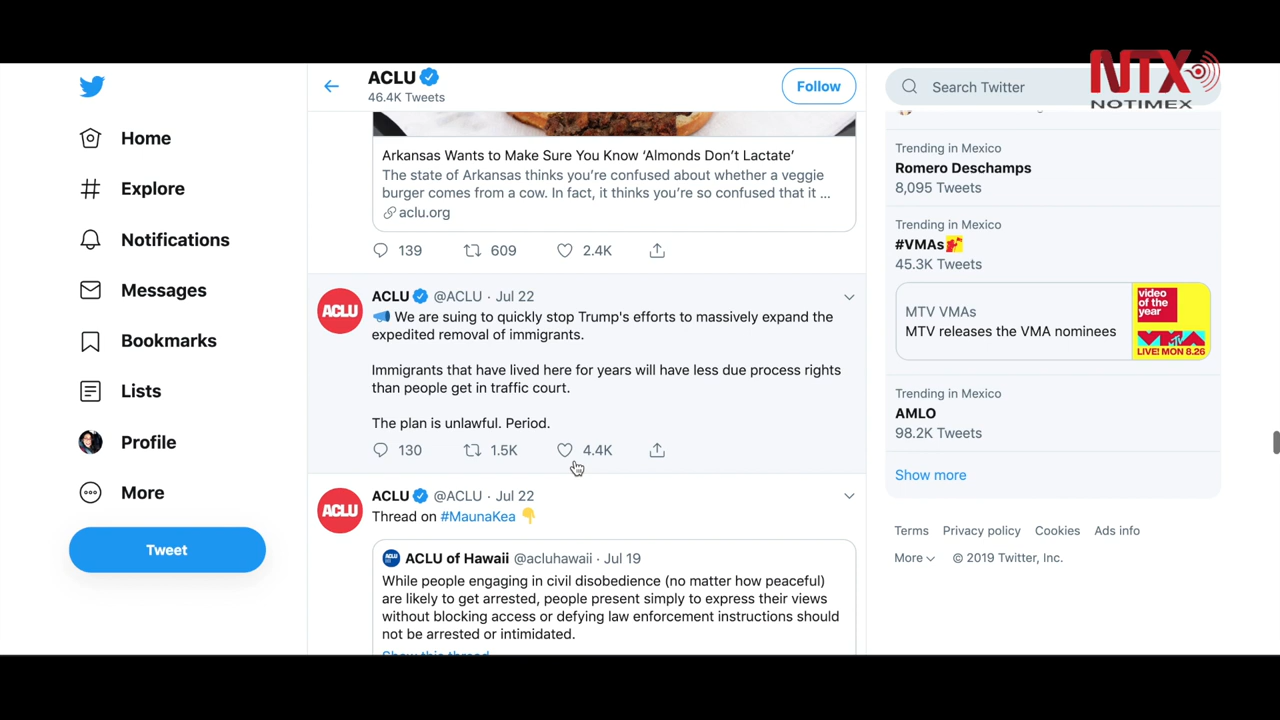 NTX
NOTIMEX
Home
Explore
Notifications
Messages
Bookmarks
Lists
Profile
More
Tweet
ACLU
46.4K Tweets
Follow
Arkansas Wants to Make Sure You Know ‘Almonds Don’t Lactate’
The state of Arkansas thinks you’re confused about whether a veggie
burger comes from a cow. In fact, it thinks you’re so confused that it ...
aclu.org
139 609 2.4K
ACLU @ACLU · Jul 22
ACLU
We are suing to quickly stop Trump's efforts to massively expand the
expedited removal of immigrants.
Immigrants that have lived here for years will have less due process rights
than people get in traffic court.
The plan is unlawful. Period.
130 1.5K 4.4K
ACLU @ACLU · Jul 22
ACLU
Thread on #MaunaKea
ACLU of Hawaii @acluhawaii · Jul 19
While people engaging in civil disobedience (no matter how peaceful)
are likely to get arrested, people present simply to express their views
without blocking access or defying law enforcement instructions should
not be arrested or intimidated.
Show this thread
Search Twitter
Trending in Mexico
Romero Deschamps
8,095 Tweets
Trending in Mexico
#VMAs
45.3K Tweets
MTV VMAs
MTV releases the VMA nominees
video
of the
year
VMA
LIVE! MON 8.26
Trending in Mexico
AMLO
98.2K Tweets
Show more
Terms Privacy policy Cookies Ads info
More © 2019 Twitter, Inc.